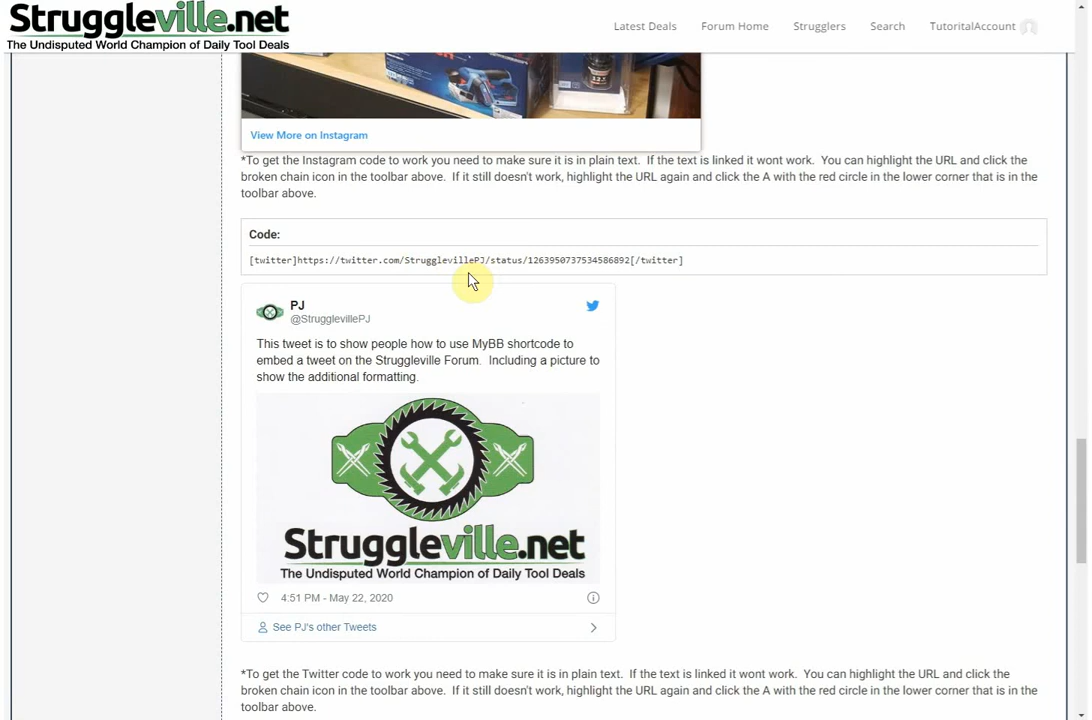 Struggleville.net
The Undisputed World Champion of Daily Tool Deals
Latest Deals Forum Home Strugglers Search TutoritalAccount
View More on Instagram
*To get the Instagram code to work you need to make sure it is in plain text. If the text is linked it wont work. You can highlight the URL and click the
broken chain icon in the toolbar above. If it still doesn't work, highlight the URL again and click the A with the red circle in the lower corner that is in the
toolbar above.
Code:
[twitter]https://twitter.com/StrugglevillePJ/status/1263950737534586892[/twitter]
PJ
@StrugglevillePJ
This tweet is to show people how to use MyBB shortcode to
embed a tweet on the Struggleville Forum. Including a picture to
show the additional formatting.
Struggleville.net
The Undisputed World Champion of Daily Tool Deals
4:51 PM - May 22, 2020
See PJ's other Tweets
*To get the Twitter code to work you need to make sure it is in plain text. If the text is linked it wont work. You can highlight the URL and click the
broken chain icon in the toolbar above. If it still doesn't work, highlight the URL again and click the A with the red circle in the lower corner that is in the
toolbar above.